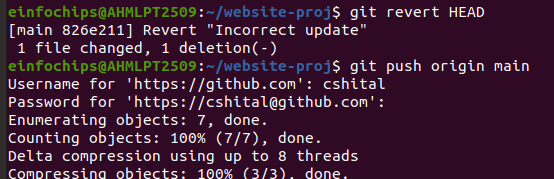 einfochips@AHMLPT2509:~/website-proj$ git revert HEAD
[main 826e211] Revert "Incorrect update"
 1 file changed, 1 deletion(-)
einfochips@AHMLPT2509:~/website-proj$ git push origin main
Username for 'https://github.com': cshital
Password for 'https://cshital@github.com':
Enumerating objects: 7, done.
Counting objects: 100% (7/7), done.
Delta compression using up to 8 threads
Compressing objects: 100% (3/3), done.